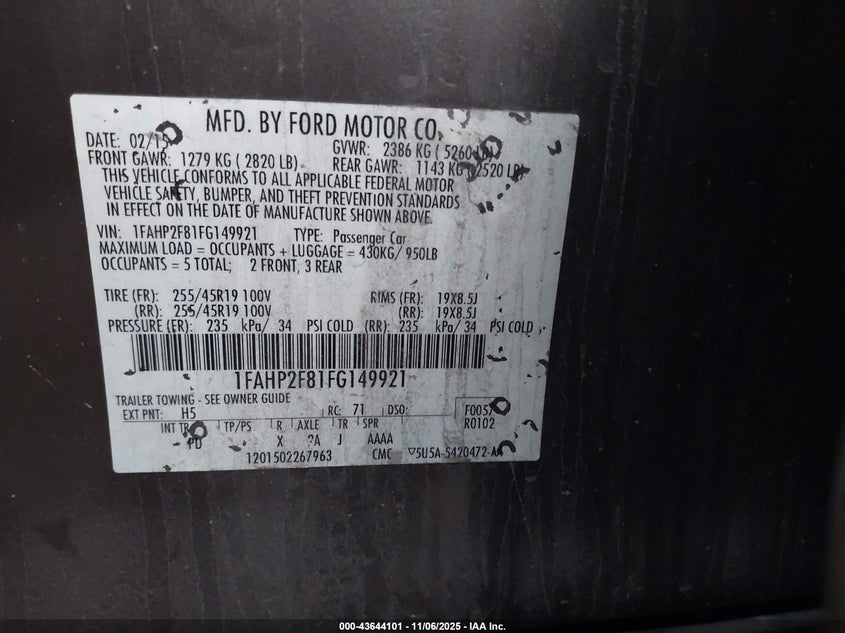 MFD. BY FORD MOTOR CO.
DATE: 02/15 GVWR: 2386 KG ( 5260 LB)
FRONT GAWR: 1279 KG ( 2820 LB) REAR GAWR: 1143 KG ( 2520 LB)
THIS VEHICLE CONFORMS TO ALL APPLICABLE FEDERAL MOTOR
VEHICLE SAFETY, BUMPER, AND THEFT PREVENTION STANDARDS
IN EFFECT ON THE DATE OF MANUFACTURE SHOWN ABOVE.
VIN: 1FAHP2F81FG149921 TYPE: Passenger Car
MAXIMUM LOAD = OCCUPANTS + LUGGAGE = 430KG/ 950LB
OCCUPANTS = 5 TOTAL; 2 FRONT, 3 REAR
TIRE (FR): 255/45R19 100V RIMS (FR): 19X8.5J
(RR): 255/45R19 100V (RR): 19X8.5J
PRESSURE (FR): 235 kPa/ 34 PSI COLD (RR): 235 kPa/ 34 PSI COLD
1FAHP2F81FG149921
TRAILER TOWING - SEE OWNER GUIDE
EXT PNT: H5 RC: 71 DSO: F0057
INT TR TP/PS R AXLE TR SPR R0102
PD X J AAAA
1201502267963 CMC ▽5U5A-5420472-A
000-43644101 - 11/06/2025 - IAA Inc.